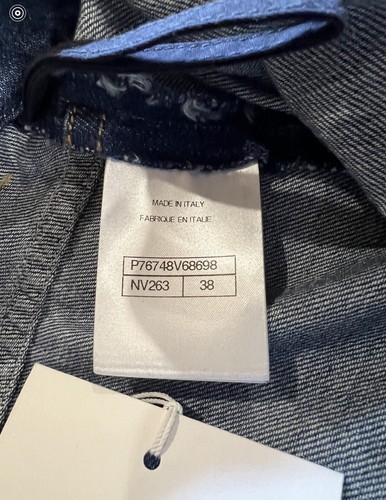 MADE IN ITALY
FABRIQUE EN ITALIE
P76748V68698
NV263 38